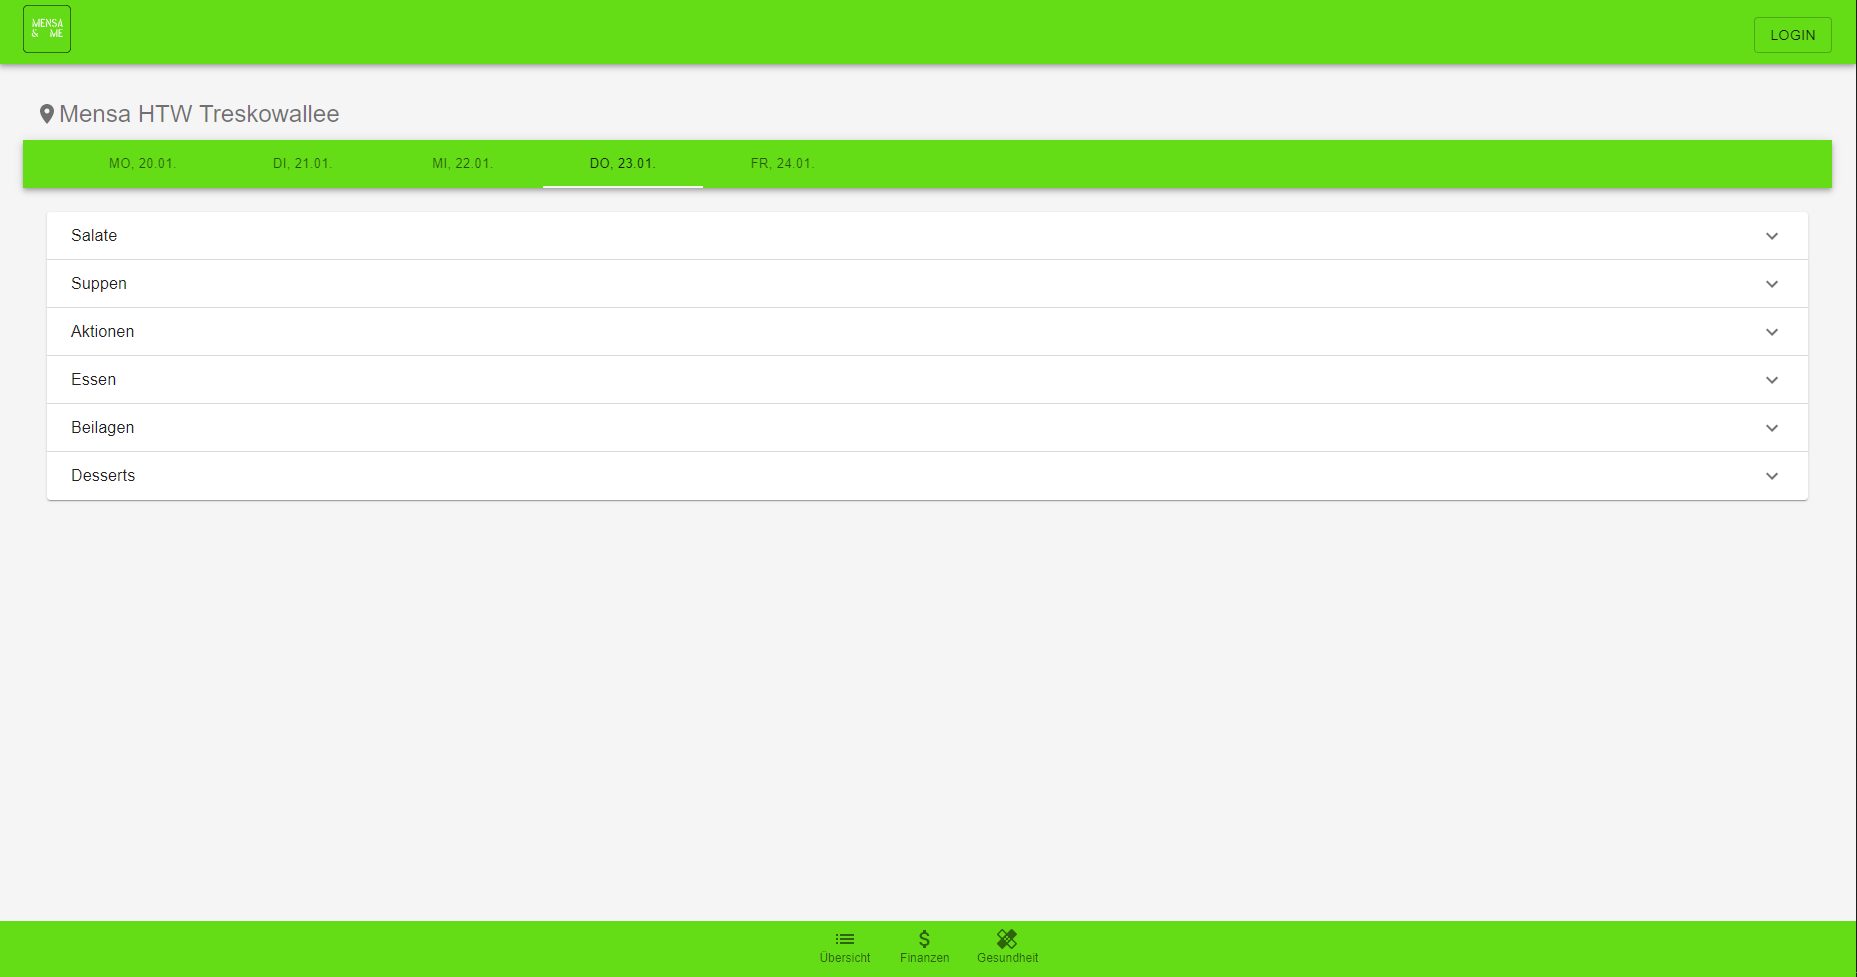 MENSA
& ME
LOGIN
Mensa HTW Treskowallee
MO, 20.01. DI, 21.01. MI, 22.01. DO, 23.01. FR, 24.01.
Salate
Suppen
Aktionen
Essen
Beilagen
Desserts
Übersicht Finanzen Gesundheit